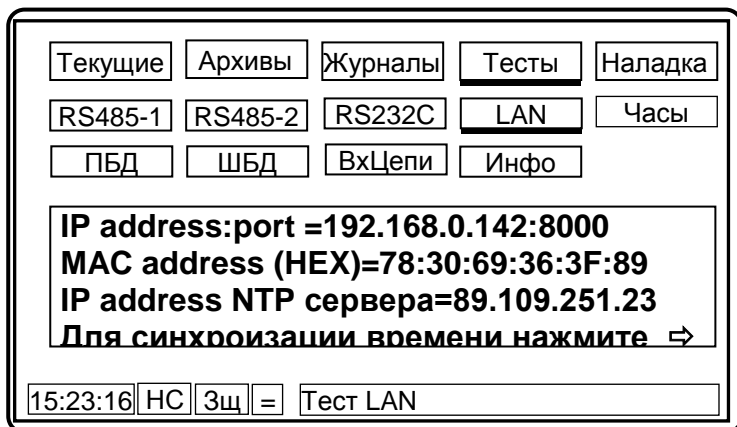 Текущие Архивы Журналы Тесты Наладка
RS485-1 RS485-2 RS232C LAN Часы
ПБД ШБД ВхЦепи Инфо
IP address:port =192.168.0.142:8000
MAC address (HEX)=78:30:69:36:3F:89
IP address NTP сервера=89.109.251.23
Для синхроизации времени нажмите ⇨
15:23:16 НС Зщ = Тест LAN